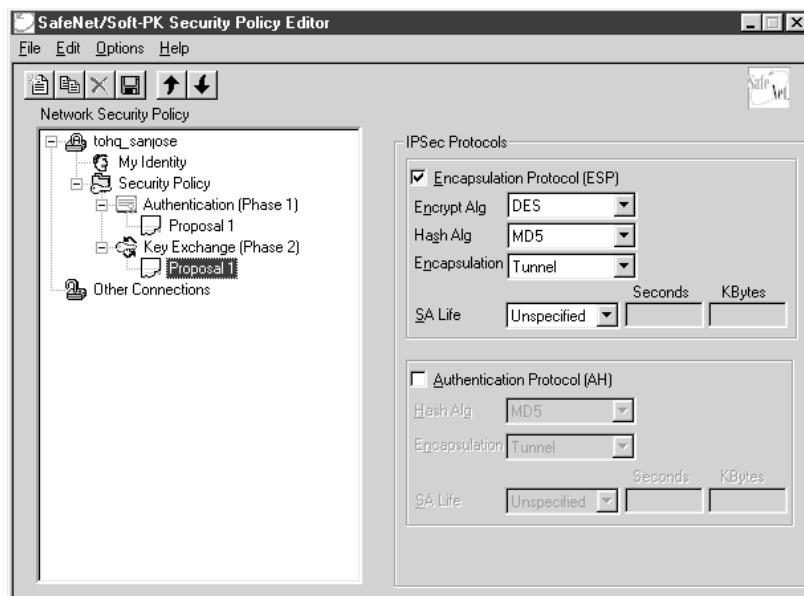 SafeNet/Soft-PK Security Policy Editor
File Edit Options Help
Safe Net.
Network Security Policy
tohq_sanjose
My Identity
Security Policy
Authentication (Phase 1)
Proposal 1
Key Exchange (Phase 2)
Proposal 1
Other Connections
IPSec Protocols
Encapsulation Protocol (ESP)
Encrypt Alg DES
Hash Alg MD5
Encapsulation Tunnel
Seconds KBytes
SA Life Unspecified
Authentication Protocol (AH)
Hash Alg MD5
Encapsulation Tunnel
Seconds KBytes
SA Life Unspecified